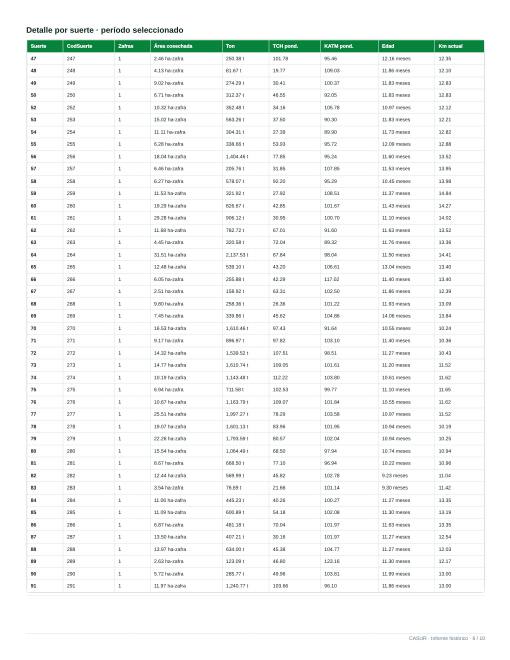 Detalle por suerte · período seleccionado
Suerte CodSuerte Zafras Área cosechada Ton TCH pond. KATM pond. Edad Km actual
47 247 1 2.46 ha-zafra 250.38 t 101.78 95.46 12.16 meses 12.35
48 248 1 4.13 ha-zafra 81.67 t 19.77 109.03 11.86 meses 12.10
49 249 1 9.02 ha-zafra 274.29 t 30.41 100.37 11.83 meses 12.83
50 250 1 6.71 ha-zafra 312.37 t 46.55 92.05 11.83 meses 12.83
52 252 1 10.32 ha-zafra 352.48 t 34.16 105.78 10.97 meses 12.12
53 253 1 15.02 ha-zafra 563.26 t 37.50 90.30 11.83 meses 12.21
54 254 1 11.11 ha-zafra 304.31 t 27.39 89.90 11.73 meses 12.82
55 255 1 6.28 ha-zafra 338.66 t 53.93 95.72 12.09 meses 12.88
56 256 1 18.04 ha-zafra 1,404.46 t 77.85 95.24 11.60 meses 13.52
57 257 1 6.46 ha-zafra 205.76 t 31.85 107.85 11.53 meses 13.95
58 258 1 6.27 ha-zafra 578.07 t 92.20 95.29 10.45 meses 13.98
59 259 1 11.53 ha-zafra 321.92 t 27.92 108.51 11.37 meses 14.84
60 260 1 19.29 ha-zafra 826.67 t 42.85 101.67 11.43 meses 14.27
61 261 1 29.28 ha-zafra 906.12 t 30.95 100.70 11.10 meses 14.02
62 262 1 11.68 ha-zafra 782.72 t 67.01 91.60 11.63 meses 13.52
63 263 1 4.45 ha-zafra 320.58 t 72.04 89.32 11.76 meses 13.36
64 264 1 31.51 ha-zafra 2,137.53 t 67.84 98.04 11.50 meses 14.41
65 265 1 12.48 ha-zafra 539.10 t 43.20 106.61 13.04 meses 13.40
66 266 1 6.05 ha-zafra 255.88 t 42.29 117.02 11.40 meses 13.40
67 267 1 2.51 ha-zafra 158.92 t 63.31 102.50 11.86 meses 12.39
68 268 1 9.80 ha-zafra 258.36 t 26.36 101.22 11.93 meses 13.09
69 269 1 7.45 ha-zafra 339.86 t 45.62 104.86 14.06 meses 13.84
70 270 1 16.53 ha-zafra 1,610.46 t 97.43 91.64 10.55 meses 10.24
71 271 1 9.17 ha-zafra 896.97 t 97.82 103.10 11.40 meses 10.36
72 272 1 14.32 ha-zafra 1,539.52 t 107.51 98.51 11.27 meses 10.43
73 273 1 14.77 ha-zafra 1,610.74 t 109.05 101.61 11.20 meses 11.52
74 274 1 10.19 ha-zafra 1,143.48 t 112.22 103.80 10.61 meses 11.62
75 275 1 6.94 ha-zafra 711.58 t 102.53 99.77 11.10 meses 11.65
76 276 1 10.67 ha-zafra 1,163.79 t 109.07 101.84 10.55 meses 11.62
77 277 1 25.51 ha-zafra 1,997.27 t 78.29 103.58 10.97 meses 11.52
78 278 1 19.07 ha-zafra 1,601.13 t 83.96 101.95 10.94 meses 10.19
79 279 1 22.26 ha-zafra 1,793.59 t 80.57 102.04 10.94 meses 10.25
80 280 1 15.54 ha-zafra 1,064.49 t 68.50 97.94 10.74 meses 10.94
81 281 1 8.67 ha-zafra 668.50 t 77.10 96.94 10.22 meses 10.96
82 282 1 12.44 ha-zafra 569.99 t 45.82 102.78 9.23 meses 11.04
83 283 1 3.54 ha-zafra 76.69 t 21.66 101.14 9.30 meses 11.42
84 284 1 11.06 ha-zafra 445.23 t 40.26 100.27 11.27 meses 13.35
85 285 1 11.09 ha-zafra 600.89 t 54.18 102.08 11.30 meses 13.19
86 286 1 6.87 ha-zafra 481.18 t 70.04 101.97 11.63 meses 13.35
87 287 1 13.50 ha-zafra 407.21 t 30.16 101.97 11.27 meses 12.54
88 288 1 13.97 ha-zafra 634.00 t 45.38 104.77 11.27 meses 12.03
89 289 1 2.63 ha-zafra 123.09 t 46.80 123.16 11.30 meses 12.17
90 290 1 5.72 ha-zafra 285.77 t 49.96 103.81 11.99 meses 13.00
91 291 1 11.97 ha-zafra 1,240.77 t 103.66 96.10 11.86 meses 13.00
CASUR · Informe histórico · 6 / 10